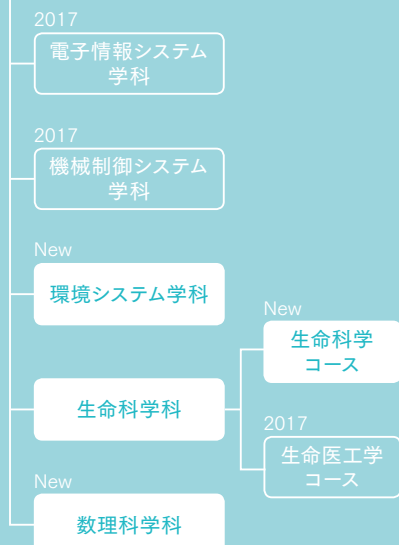 2017
電子情報システム
学科
2017
機械制御システム
学科
New
環境システム学科
生命科学科
New
生命科学
コース
2017
生命医工学
コース
New
数理科学科